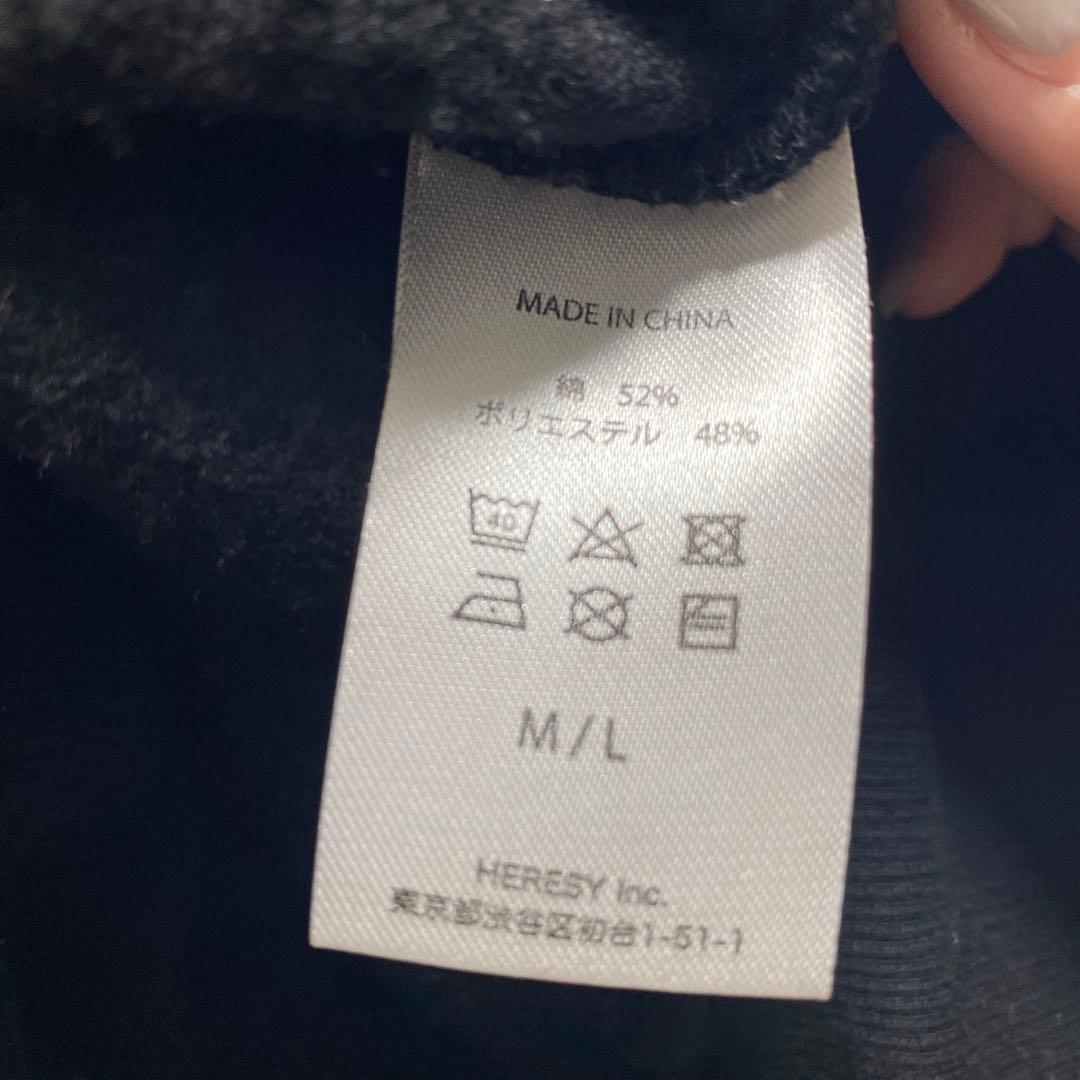 MADE IN CHINA
綿 52%
ポリエステル 48%
40
M/L
HERESY Inc.
東京都渋谷区初台1-51-1